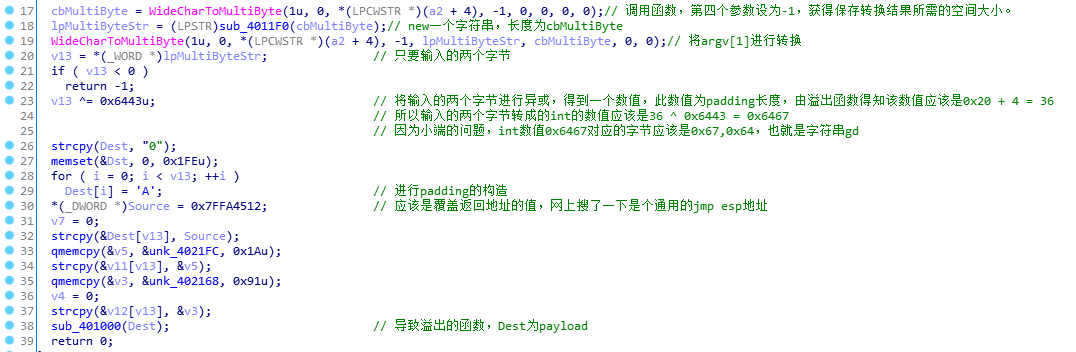 17 cbMultiByte = WideCharToMultiByte(1u, 0, *(LPCWSTR *)(a2 + 4), -1, 0, 0, 0, 0);// 调用函数，第四个参数设为-1，获得保存转换结果所需的空间大小。
18 lpMultiByteStr = (LPSTR)sub_4011F0(cbMultiByte);// new一个字符串，长度为cbMultiByte
19 WideCharToMultiByte(1u, 0, *(LPCWSTR *)(a2 + 4), -1, lpMultiByteStr, cbMultiByte, 0, 0);// 将argv[1]进行转换
20 v13 = *(_WORD *)lpMultiByteStr; // 只要输入的两个字节
21 if ( v13 < 0 )
22 return -1;
23 v13 ^= 0x6443u; // 将输入的两个字节进行异或，得到一个数值，此数值为padding长度，由溢出函数得知该数值应该是0x20 + 4 = 36
24 // 所以输入的两个字节转成的int的数值应该是36 ^ 0x6443 = 0x6467
25 // 因为小端的问题，int数值0x6467对应的字节应该是0x67,0x64，也就是字符串gd
26 strcpy(Dest, "0");
27 memset(&Dst, 0, 0x1FEu);
28 for ( i = 0; i < v13; ++i )
29 Dest[i] = 'A'; // 进行padding的构造
30 *(_DWORD *)Source = 0x7FFA4512; // 应该是覆盖返回地址的值，网上搜了一下是个通用的jmp esp地址
31 v7 = 0;
32 strcpy(&Dest[v13], Source);
33 qmemcpy(&v5, &unk_4021FC, 0x1Au);
34 strcpy(&v11[v13], &v5);
35 qmemcpy(&v3, &unk_402168, 0x91u);
36 v4 = 0;
37 strcpy(&v12[v13], &v3);
38 sub_401000(Dest); // 导致溢出的函数，Dest为payload
39 return 0;